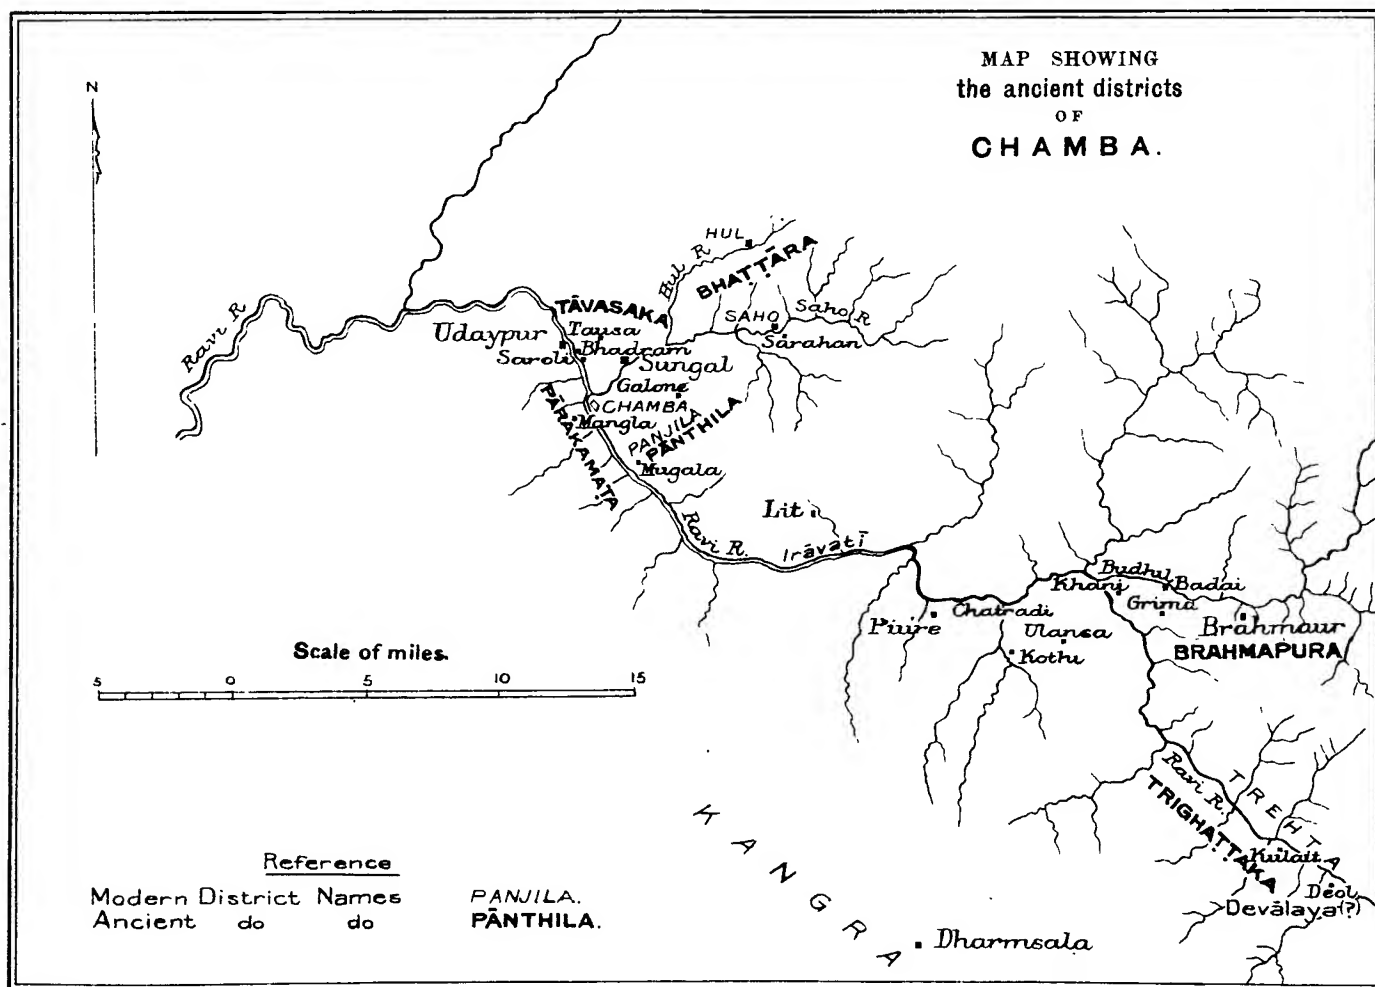 MAP SHOWING
the ancient districts
OF
CHAMBA.
N
HUL
Hul R
BHAṬṬĀRA
Ravi R
TĀVASAKA
Udaypur
Tausa
Saroli
Bhadram
Sungal
SAHO
Saho R
Sārahan
Galone
CHAMBA
Mangla
PANJILA
PĀNTHILA
PĀRAKAMAṬA
Mugala
Ravi R.
Irāvatī
Lit
Piure
Chatradi
Ulansa
Kothi
Khani
Budhil
Badai
Grima
Brahmaur
BRAHMAPURA
Scale of miles.
5 0 5 10 15
Ravi R.
TREHTA
TRIGHAṬṬAKA
Kulait
Deol
Devālaya(?)
KANGRA
Dharmsala
Reference
Modern District Names PANJILA.
Ancient do do PĀNTHILA.